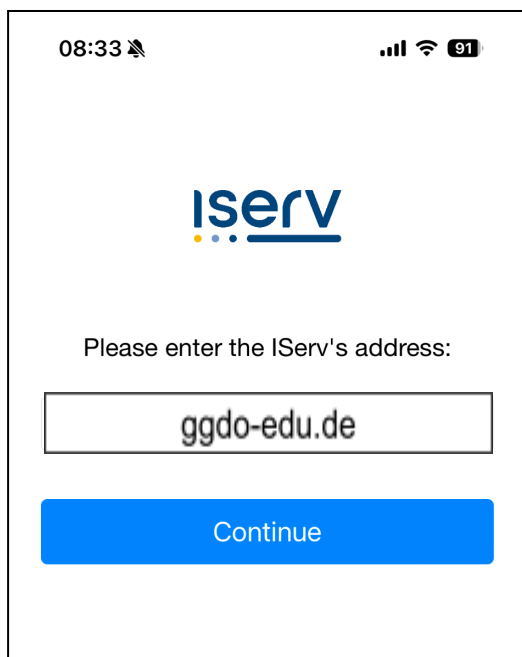 08:33
91
Iserv
Please enter the IServ's address:
ggdo-edu.de
Continue